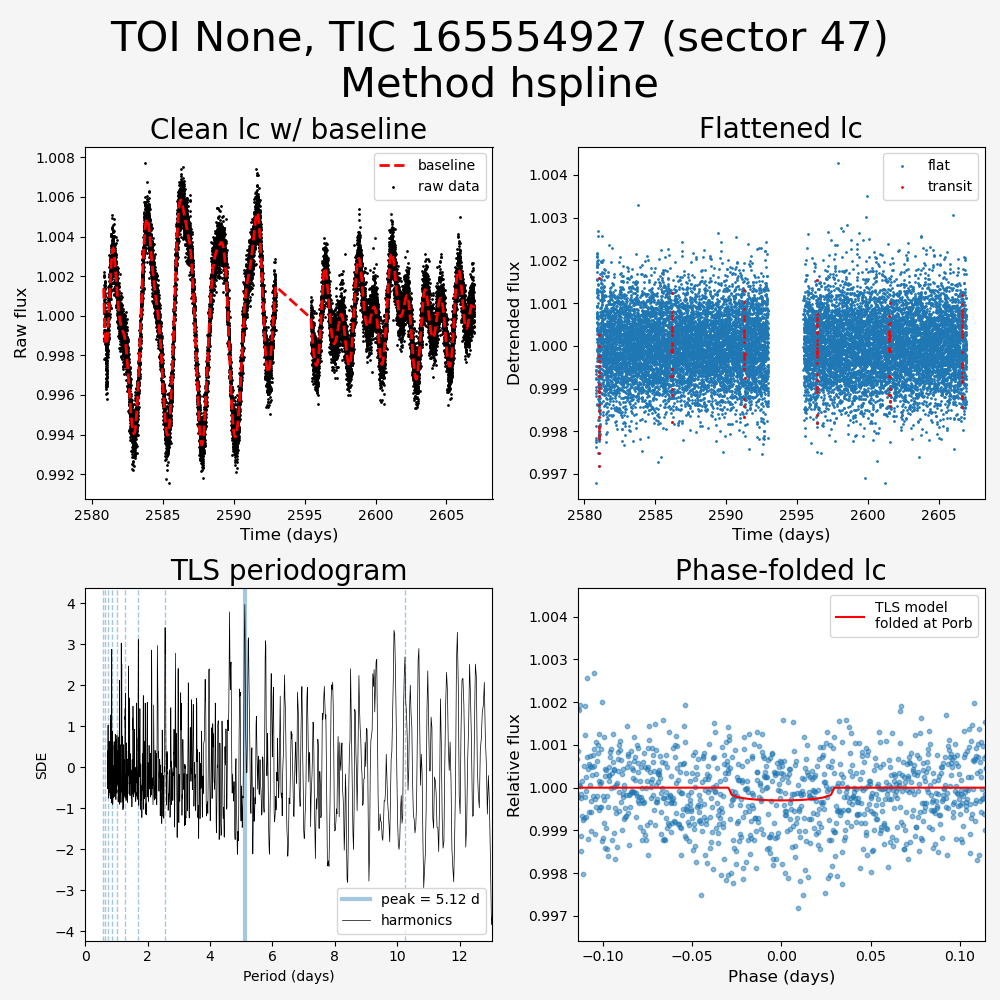 TOI None, TIC 165554927 (sector 47)
Method hspline
Clean lc w/ baseline
baseline
raw data
1.008
1.006
1.004
1.002
1.000
0.998
0.996
0.994
0.992
Raw flux
2580
2585
2590
2595
2600
2605
Time (days)
Flattened lc
flat
transit
1.004
1.003
1.002
1.001
1.000
0.999
0.998
0.997
Detrended flux
2580
2585
2590
2595
2600
2605
Time (days)
TLS periodogram
4
3
2
1
0
−1
−2
−3
−4
SDE
peak = 5.12 d
harmonics
0
2
4
6
8
10
12
Period (days)
Phase-folded lc
TLS model
folded at Porb
1.004
1.003
1.002
1.001
1.000
0.999
0.998
0.997
Relative flux
−0.10
−0.05
0.00
0.05
0.10
Phase (days)